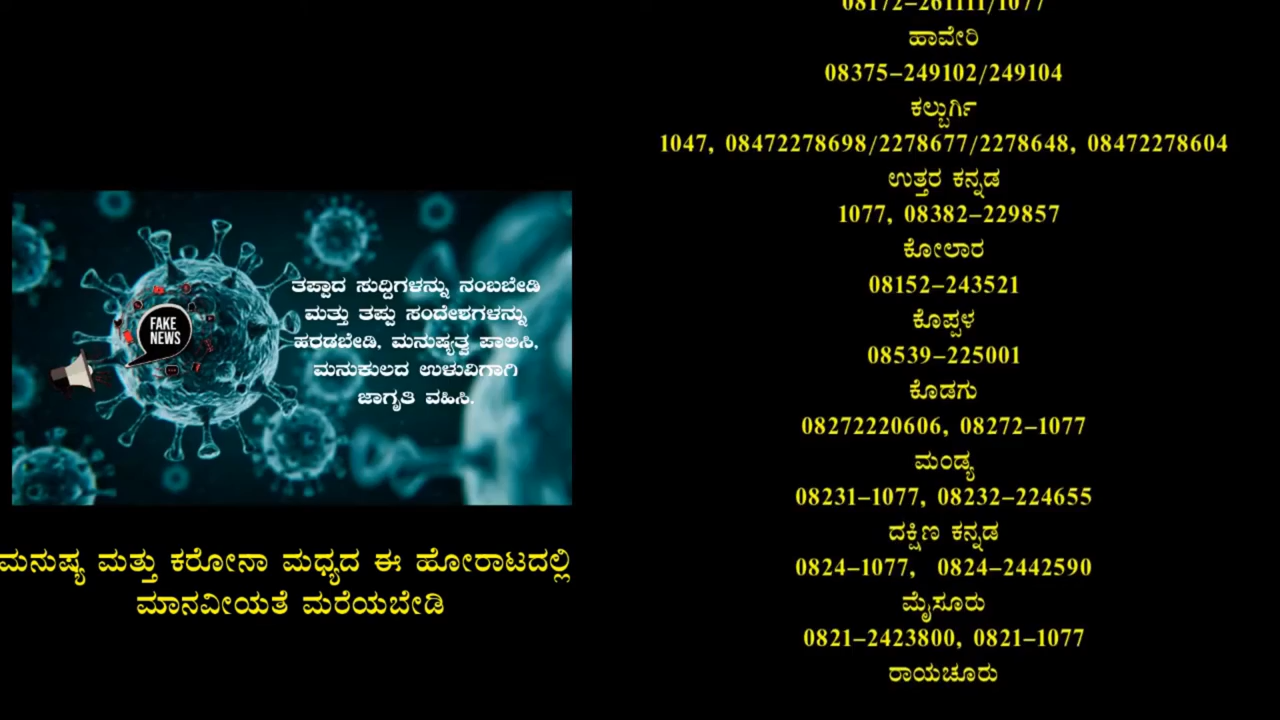 FAKE
NEWS
ತಪ್ಪಾದ ಸುದ್ದಿಗಳನ್ನು ನಂಬಬೇಡಿ
ಮತ್ತು ತಪ್ಪು ಸಂದೇಶಗಳನ್ನು
ಹರಡಬೇಡಿ, ಮನುಷ್ಯತ್ವ ಪಾಲಿಸಿ,
ಮನುಕುಲದ ಉಳುವಿಗಾಗಿ
ಜಾಗೃತಿ ವಹಿಸಿ.
ಮನುಷ್ಯ ಮತ್ತು ಕರೋನಾ ಮಧ್ಯದ ಈ ಹೋರಾಟದಲ್ಲಿ
ಮಾನವೀಯತೆ ಮರೆಯಬೇಡಿ
08172-261111/1077
ಹಾವೇರಿ
08375-249102/249104
ಕಲ್ಬುರ್ಗಿ
1047, 08472278698/2278677/2278648, 08472278604
ಉತ್ತರ ಕನ್ನಡ
1077, 08382-229857
ಕೋಲಾರ
08152-243521
ಕೊಪ್ಪಳ
08539-225001
ಕೊಡಗು
08272220606, 08272-1077
ಮಂಡ್ಯ
08231-1077, 08232-224655
ದಕ್ಷಿಣ ಕನ್ನಡ
0824-1077, 0824-2442590
ಮೈಸೂರು
0821-2423800, 0821-1077
ರಾಯಚೂರು